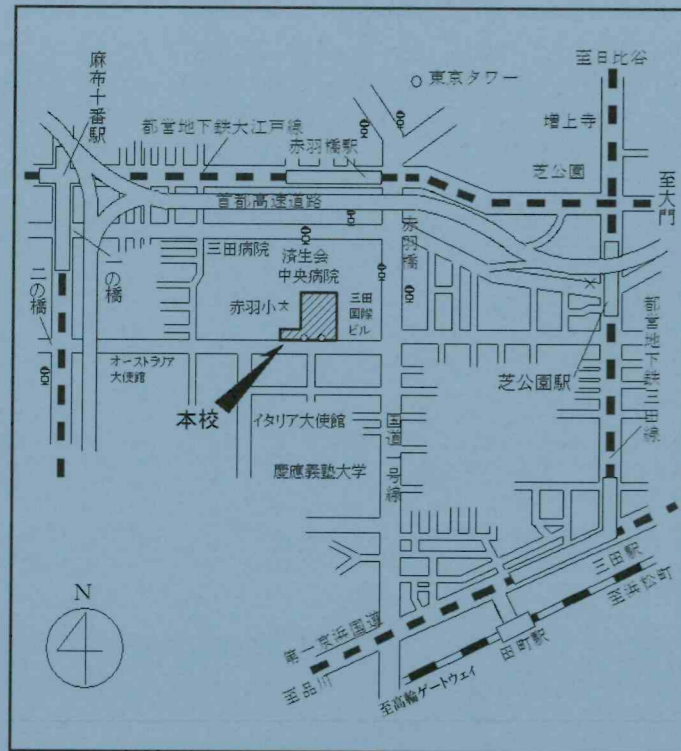 至日比谷
東京タワー
麻布十番駅
増上寺
都営地下鉄大江戸線
赤羽橋駅
芝公園
至大門
首都高速道路
赤羽橋
三田病院
済生会
中央病院
一の橋
二の橋
赤羽小
三田
国際
ビル
都営地下鉄三田線
オーストラリア
大使館
芝公園駅
本校
イタリア大使館
国道一号線
慶應義塾大学
N
三田駅
至浜松町
第一京浜国道
田町駅
至品川
至高輪ゲートウェイ